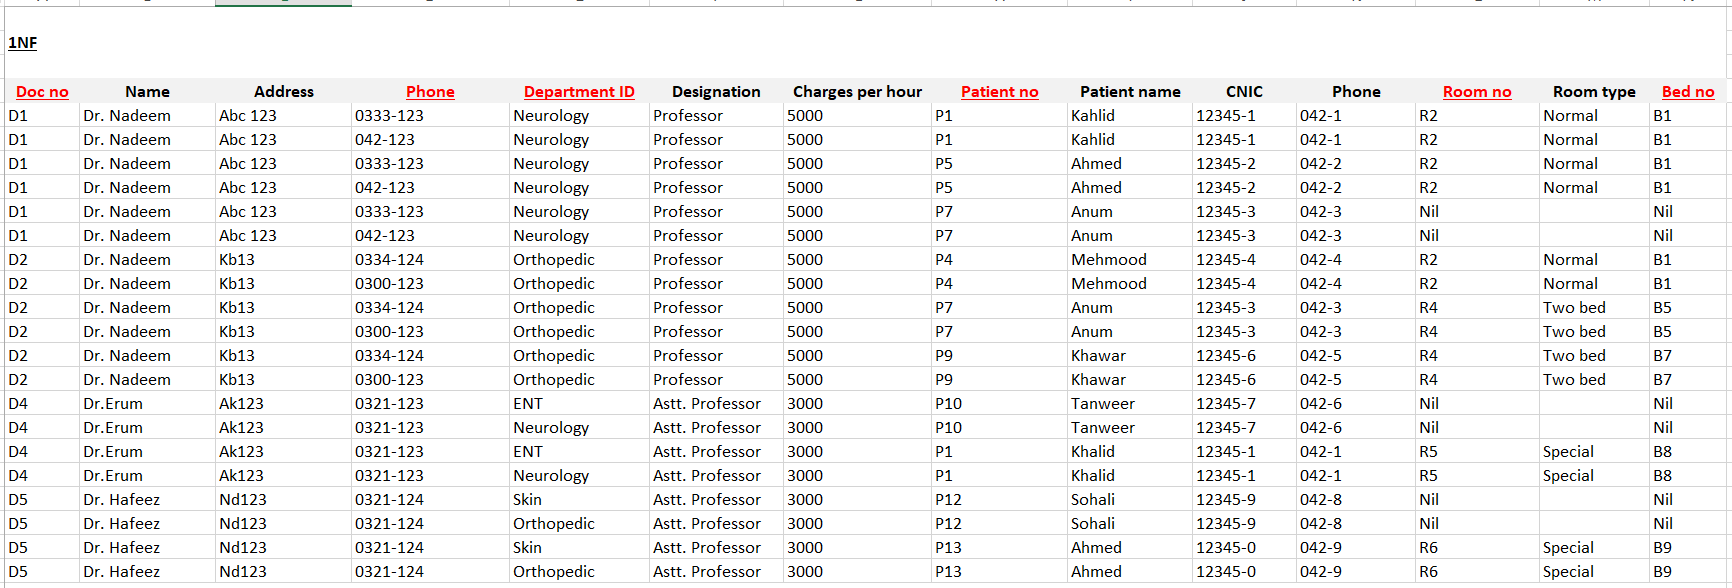 1NF
Doc no Name Address Phone Department ID Designation Charges per hour Patient no Patient name CNIC Phone Room no Room type Bed no
D1 Dr. Nadeem Abc 123 0333-123 Neurology Professor 5000 P1 Kahlid 12345-1 042-1 R2 Normal B1
D1 Dr. Nadeem Abc 123 042-123 Neurology Professor 5000 P1 Kahlid 12345-1 042-1 R2 Normal B1
D1 Dr. Nadeem Abc 123 0333-123 Neurology Professor 5000 P5 Ahmed 12345-2 042-2 R2 Normal B1
D1 Dr. Nadeem Abc 123 042-123 Neurology Professor 5000 P5 Ahmed 12345-2 042-2 R2 Normal B1
D1 Dr. Nadeem Abc 123 0333-123 Neurology Professor 5000 P7 Anum 12345-3 042-3 Nil Nil
D1 Dr. Nadeem Abc 123 042-123 Neurology Professor 5000 P7 Anum 12345-3 042-3 Nil Nil
D2 Dr. Nadeem Kb13 0334-124 Orthopedic Professor 5000 P4 Mehmood 12345-4 042-4 R2 Normal B1
D2 Dr. Nadeem Kb13 0300-123 Orthopedic Professor 5000 P4 Mehmood 12345-4 042-4 R2 Normal B1
D2 Dr. Nadeem Kb13 0334-124 Orthopedic Professor 5000 P7 Anum 12345-3 042-3 R4 Two bed B5
D2 Dr. Nadeem Kb13 0300-123 Orthopedic Professor 5000 P7 Anum 12345-3 042-3 R4 Two bed B5
D2 Dr. Nadeem Kb13 0334-124 Orthopedic Professor 5000 P9 Khawar 12345-6 042-5 R4 Two bed B7
D2 Dr. Nadeem Kb13 0300-123 Orthopedic Professor 5000 P9 Khawar 12345-6 042-5 R4 Two bed B7
D4 Dr.Erum Ak123 0321-123 ENT Astt. Professor 3000 P10 Tanweer 12345-7 042-6 Nil Nil
D4 Dr.Erum Ak123 0321-123 Neurology Astt. Professor 3000 P10 Tanweer 12345-7 042-6 Nil Nil
D4 Dr.Erum Ak123 0321-123 ENT Astt. Professor 3000 P1 Khalid 12345-1 042-1 R5 Special B8
D4 Dr.Erum Ak123 0321-123 Neurology Astt. Professor 3000 P1 Khalid 12345-1 042-1 R5 Special B8
D5 Dr. Hafeez Nd123 0321-124 Skin Astt. Professor 3000 P12 Sohali 12345-9 042-8 Nil Nil
D5 Dr. Hafeez Nd123 0321-124 Orthopedic Astt. Professor 3000 P12 Sohali 12345-9 042-8 Nil Nil
D5 Dr. Hafeez Nd123 0321-124 Skin Astt. Professor 3000 P13 Ahmed 12345-0 042-9 R6 Special B9
D5 Dr. Hafeez Nd123 0321-124 Orthopedic Astt. Professor 3000 P13 Ahmed 12345-0 042-9 R6 Special B9